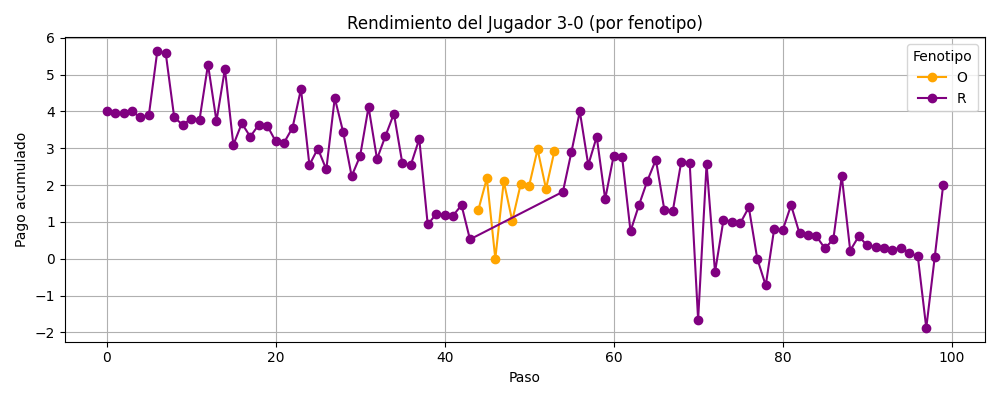 Rendimiento del Jugador 3-0 (por fenotipo)
Pago acumulado
6
5
4
3
2
1
0
−1
−2
Fenotipo
O
R
0
20
40
60
80
100
Paso